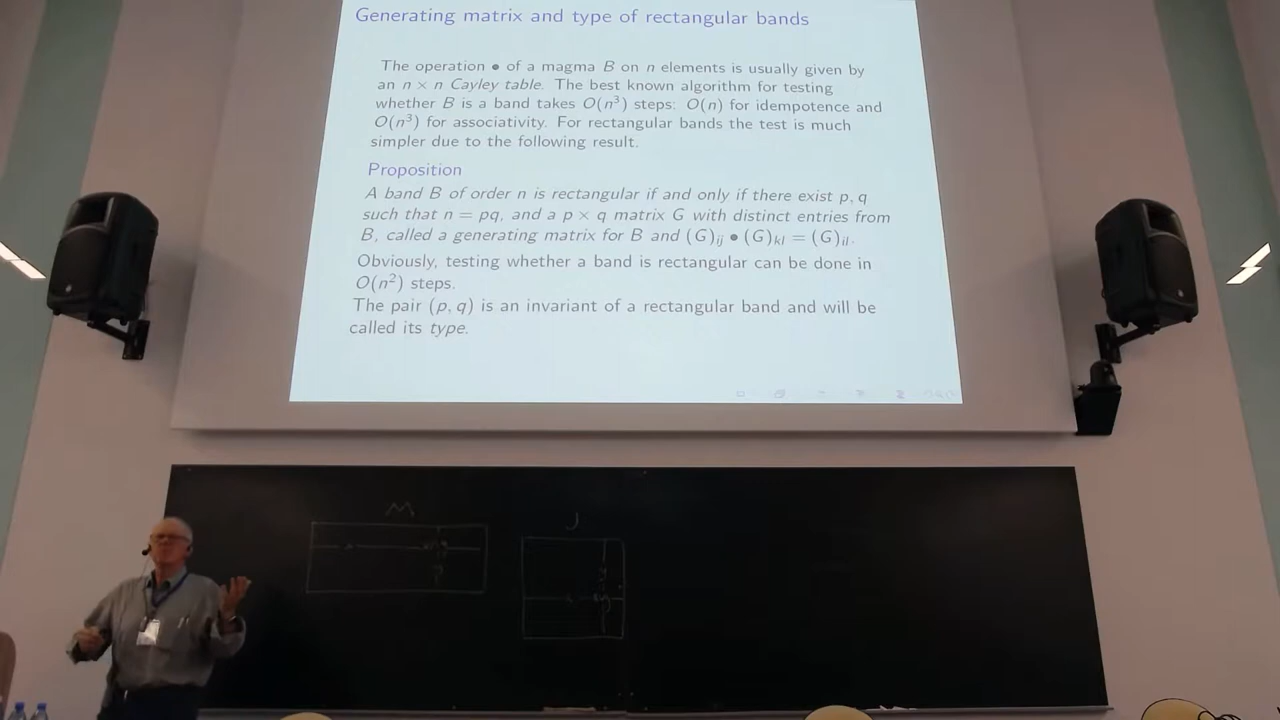 Generating matrix and type of rectangular bands
The operation • of a magma B on n elements is usually given by
an n × n Cayley table. The best known algorithm for testing
whether B is a band takes O(n³) steps: O(n) for idempotence and
O(n³) for associativity. For rectangular bands the test is much
simpler due to the following result.
Proposition
A band B of order n is rectangular if and only if there exist p, q
such that n = pq, and a p × q matrix G with distinct entries from
B, called a generating matrix for B and (G)ij • (G)kl = (G)il.
Obviously, testing whether a band is rectangular can be done in
O(n²) steps.
The pair (p, q) is an invariant of a rectangular band and will be
called its type.
M
J